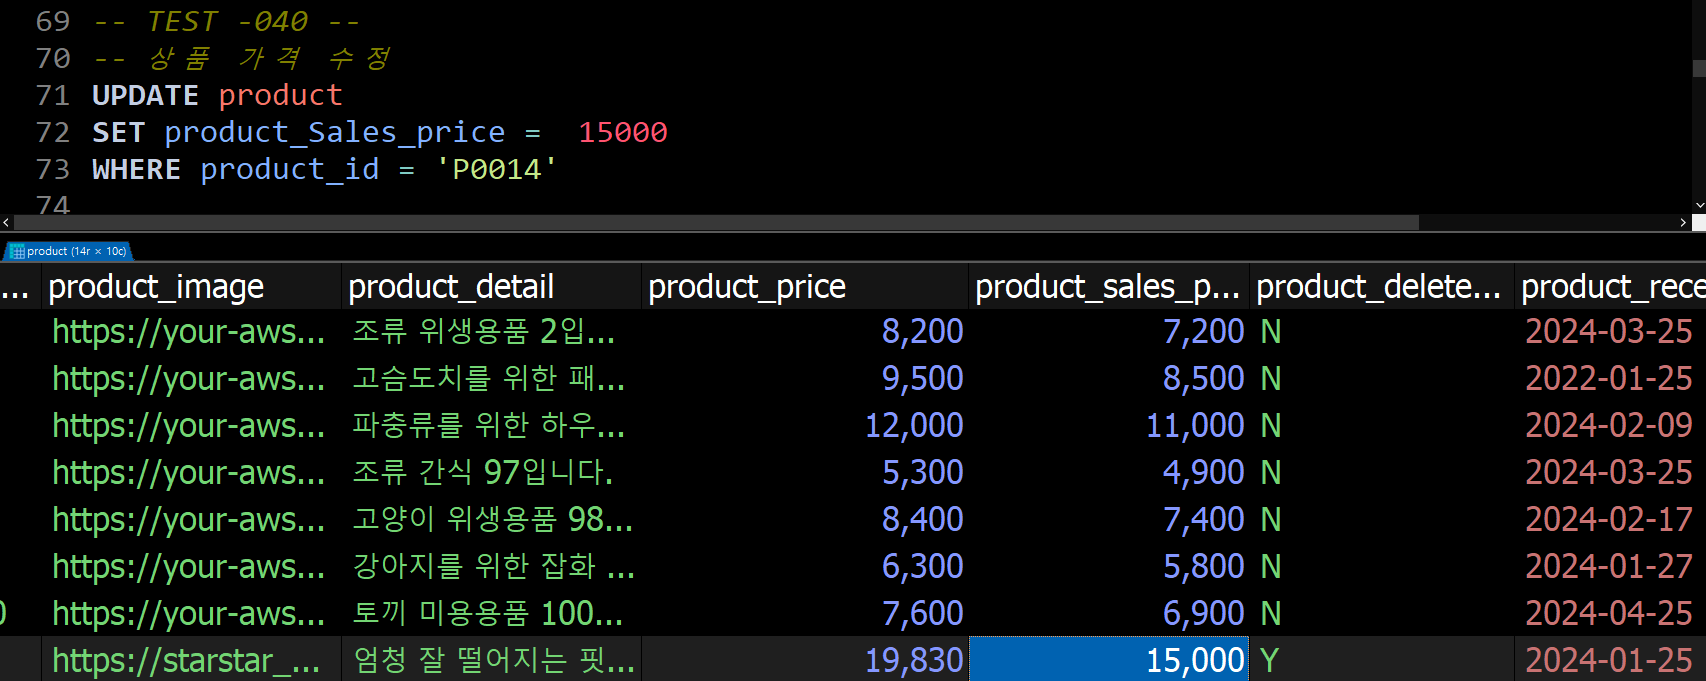 69 -- TEST -040 --
70 -- 상품 가격 수정
71 UPDATE product
72 SET product_Sales_price =  15000
73 WHERE product_id = 'P0014'
74
product (14r × 10c)
... product_image product_detail product_price product_sales_p... product_delete... product_rece
https://your-aws... 조류 위생용품 2입... 8,200 7,200 N 2024-03-25
https://your-aws... 고슴도치를 위한 패... 9,500 8,500 N 2022-01-25
https://your-aws... 파충류를 위한 하우... 12,000 11,000 N 2024-02-09
https://your-aws... 조류 간식 97입니다. 5,300 4,900 N 2024-03-25
https://your-aws... 고양이 위생용품 98... 8,400 7,400 N 2024-02-17
https://your-aws... 강아지를 위한 잡화 ... 6,300 5,800 N 2024-01-27
https://your-aws... 토끼 미용용품 100... 7,600 6,900 N 2024-04-25
https://starstar_... 엄청 잘 떨어지는 핏... 19,830 15,000 Y 2024-01-25